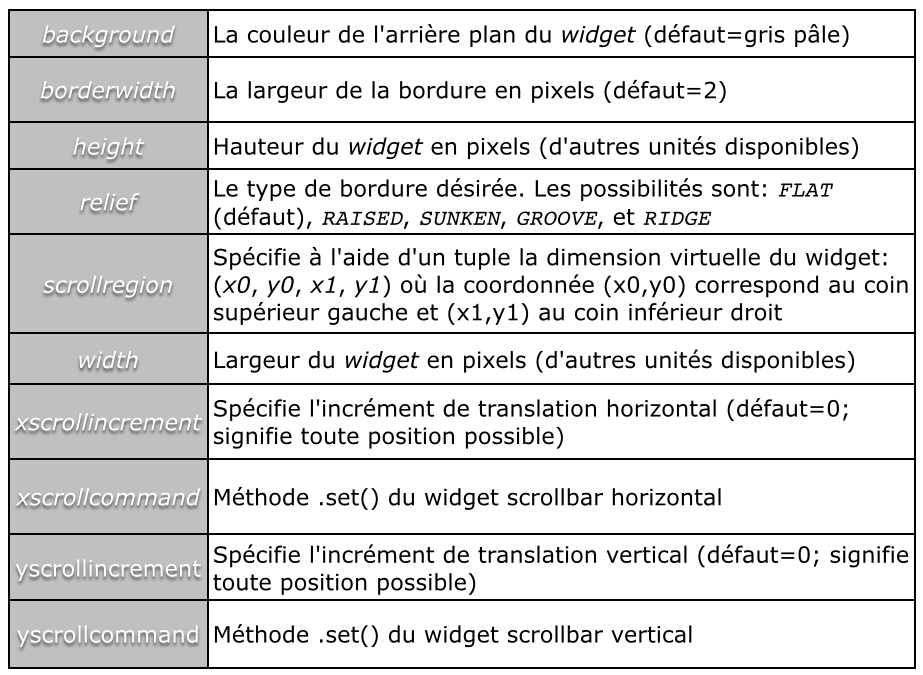 background
La couleur de l'arrière plan du widget (défaut=gris pâle)
borderwidth
La largeur de la bordure en pixels (défaut=2)
height
Hauteur du widget en pixels (d'autres unités disponibles)
relief
Le type de bordure désirée. Les possibilités sont: FLAT
(défaut), RAISED, SUNKEN, GROOVE, et RIDGE
scrollregion
Spécifie à l'aide d'un tuple la dimension virtuelle du widget:
(x0, y0, x1, y1) où la coordonnée (x0,y0) correspond au coin
supérieur gauche et (x1,y1) au coin inférieur droit
width
Largeur du widget en pixels (d'autres unités disponibles)
xscrollincrement
Spécifie l'incrément de translation horizontal (défaut=0;
signifie toute position possible)
xscrollcommand
Méthode .set() du widget scrollbar horizontal
yscrollincrement
Spécifie l'incrément de translation vertical (défaut=0; signifie
toute position possible)
yscrollcommand
Méthode .set() du widget scrollbar vertical